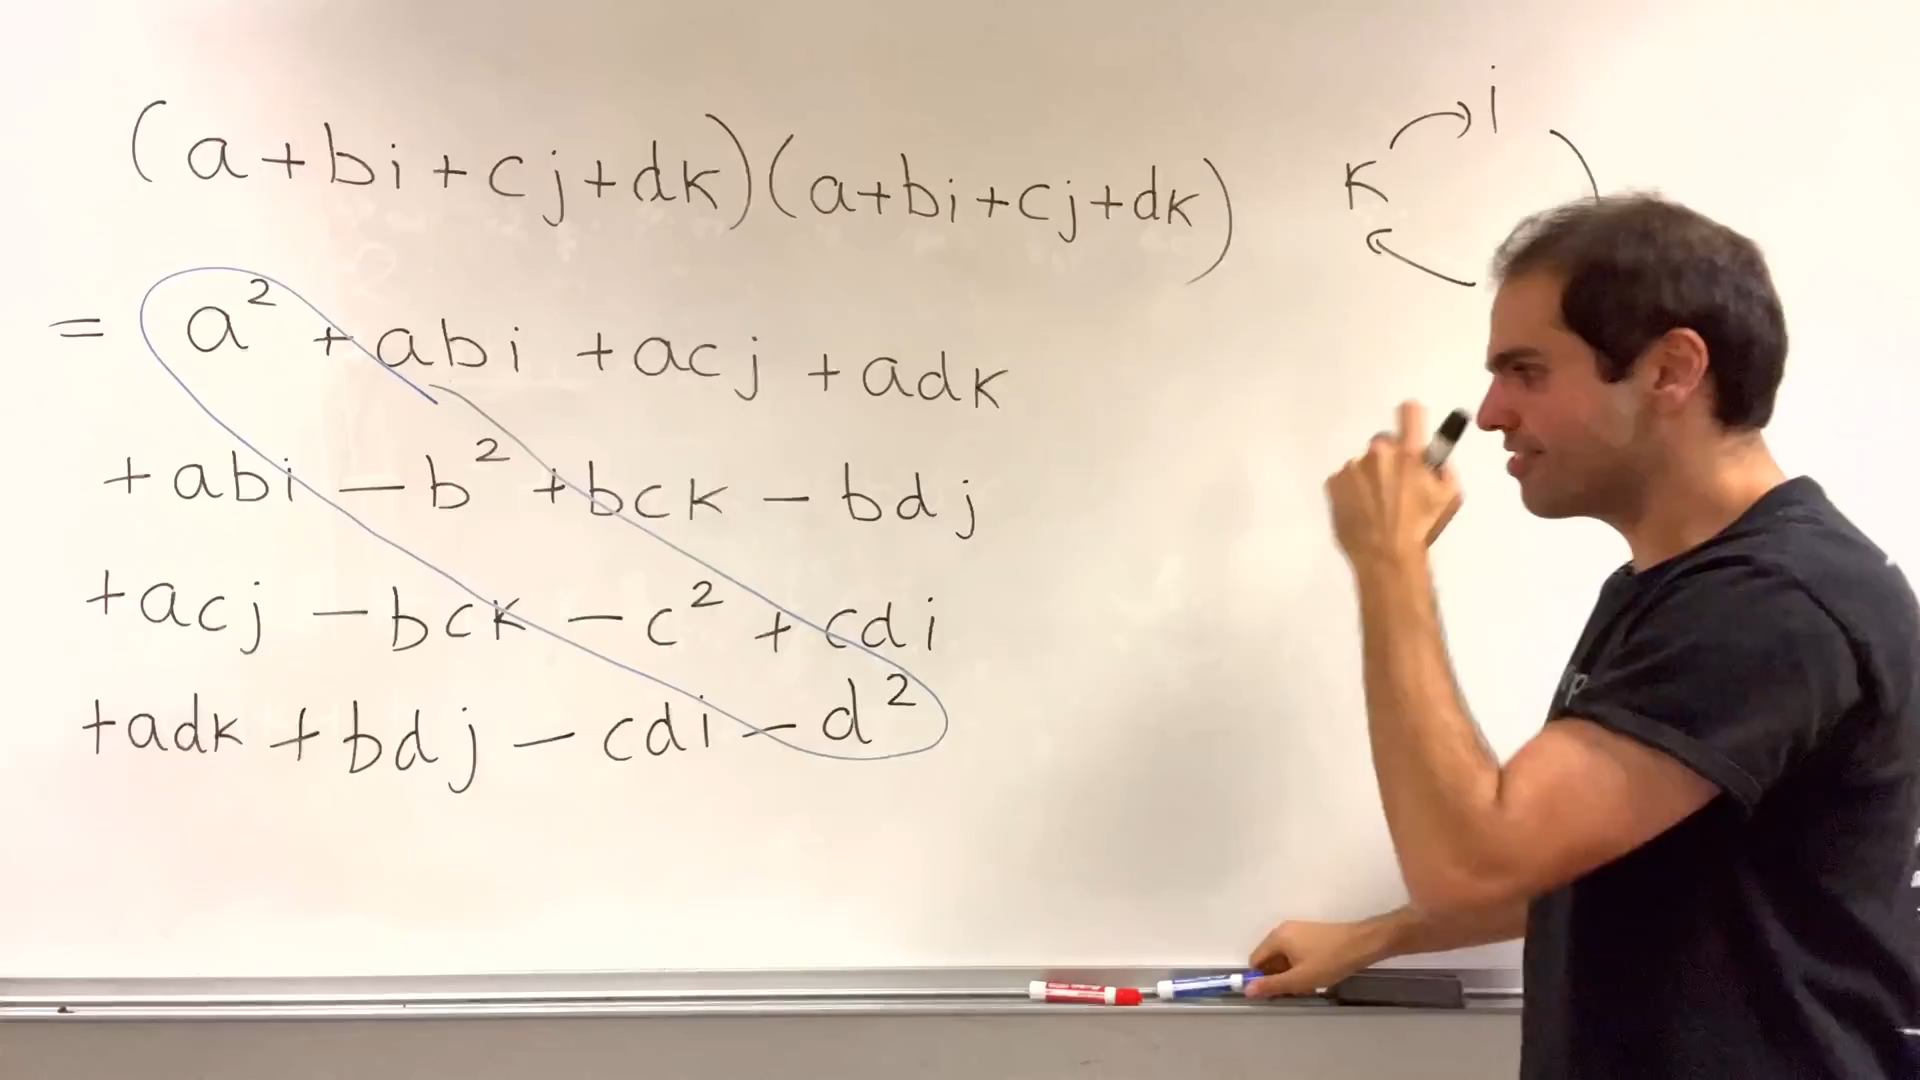 (a+bi+cj+dk)(a+bi+cj+dk)
= a² + abi + acj + adk
+ abi − b² + bck − bdj
+ acj − bck − c² + cdi
+ adk + bdj − cdi − d²
i
k